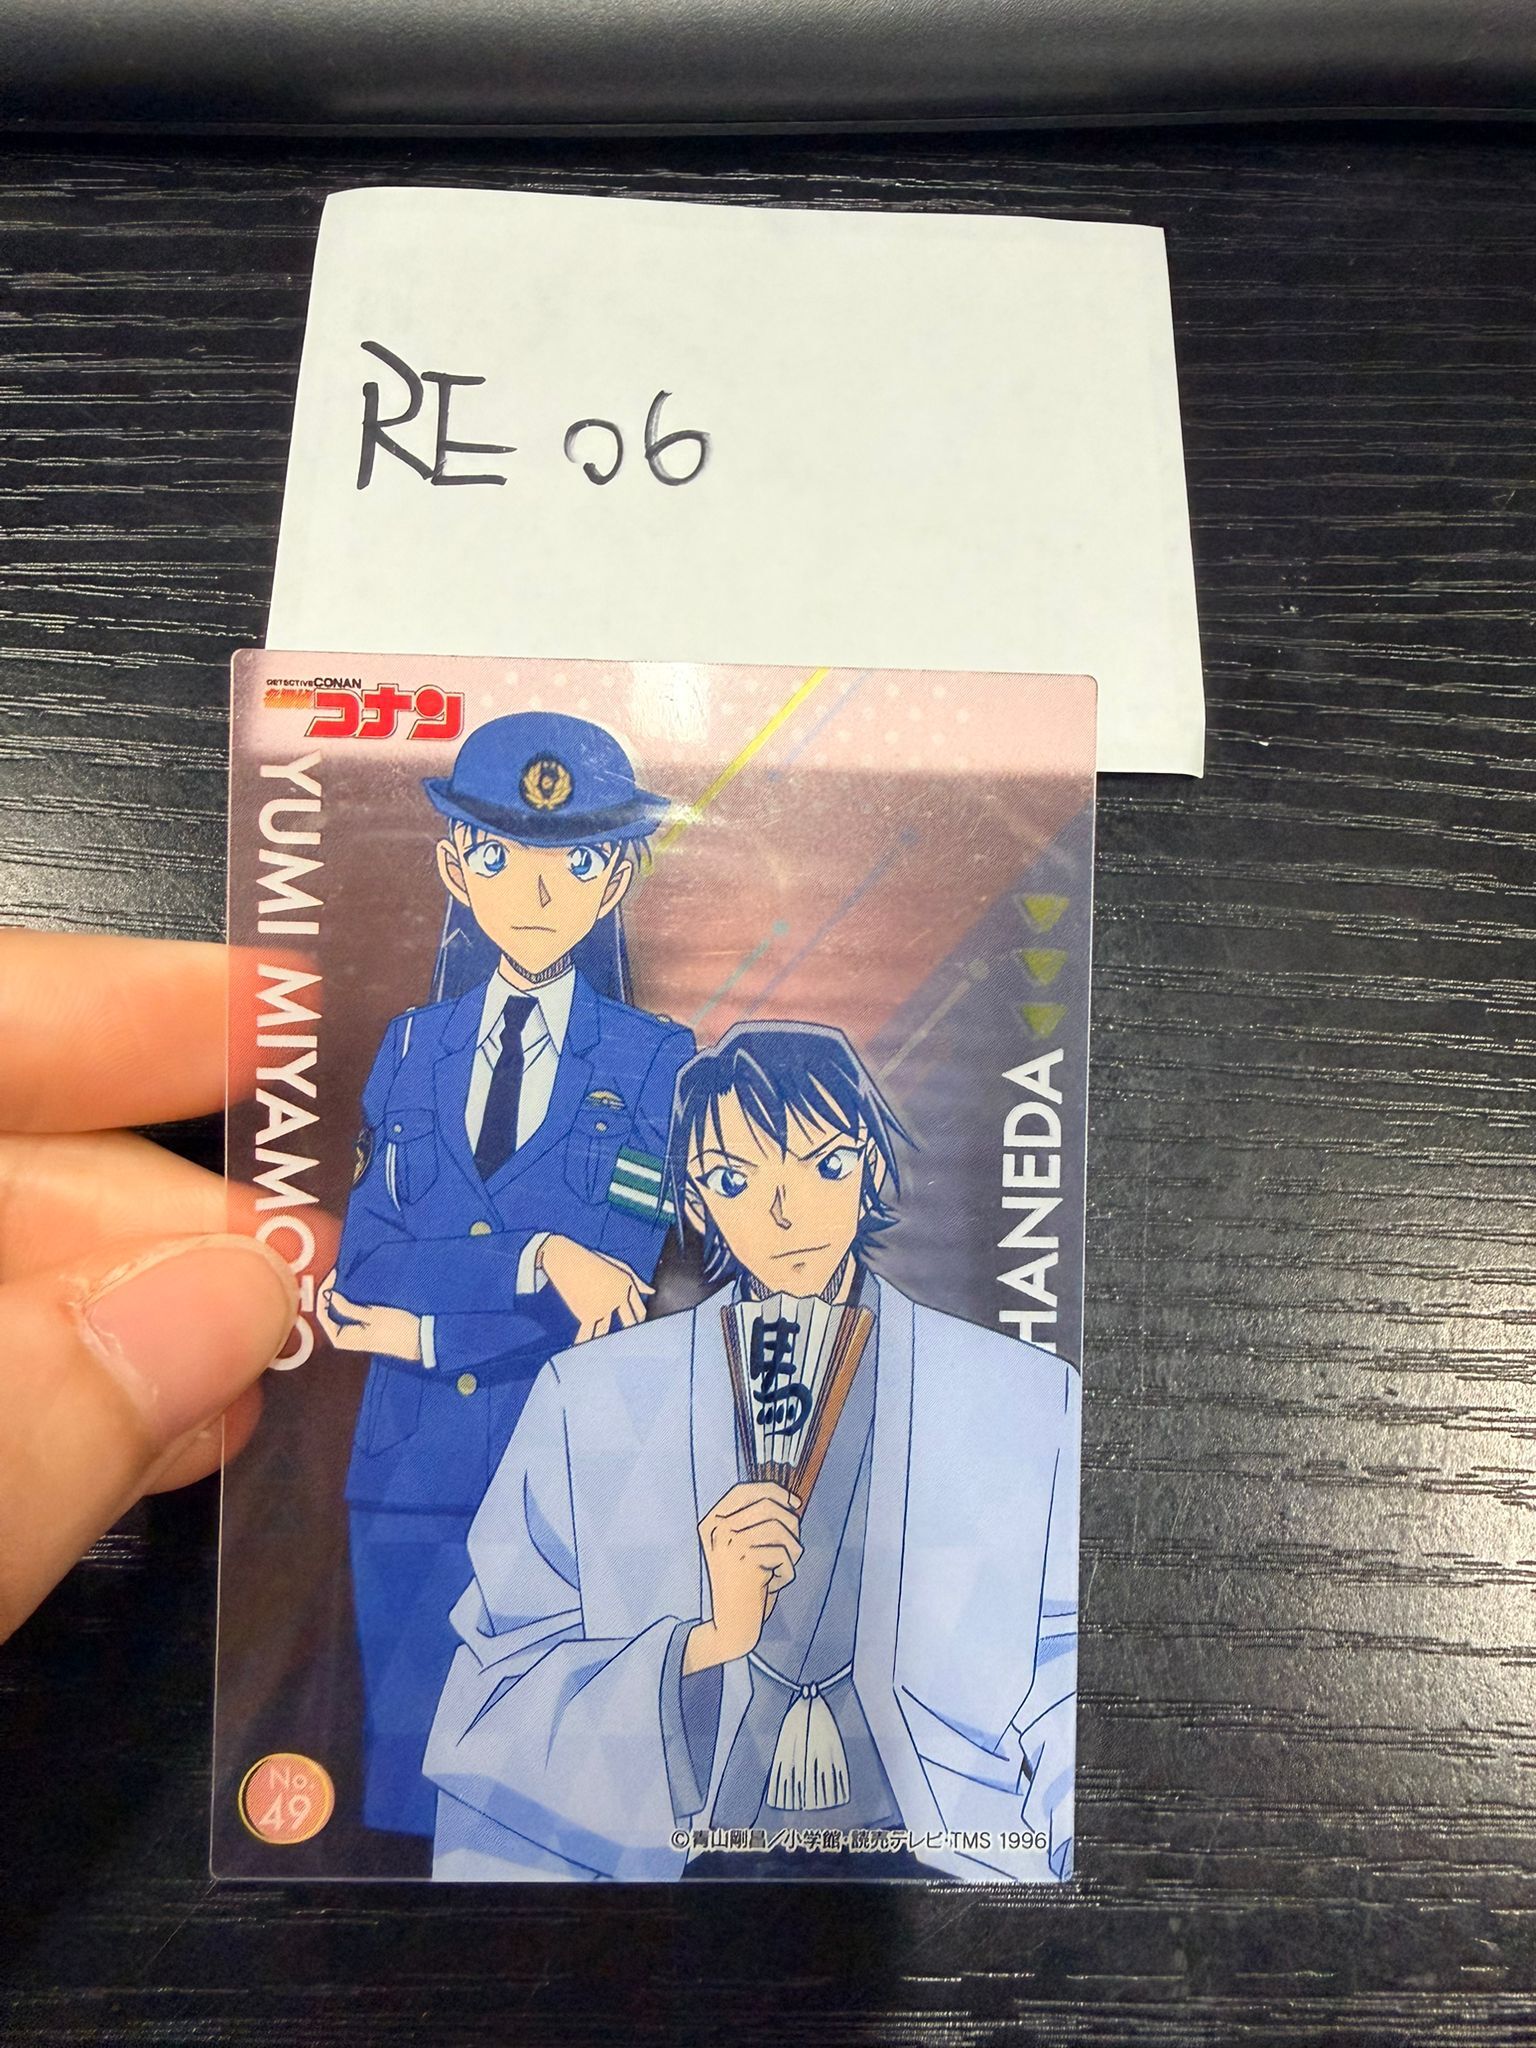 RE 06
DETECTIVE CONAN
名探偵コナン
YUMI MIYAMOTO
HANEDA
馬
No.
49
©青山剛昌／小学館・読売テレビ・TMS 1996